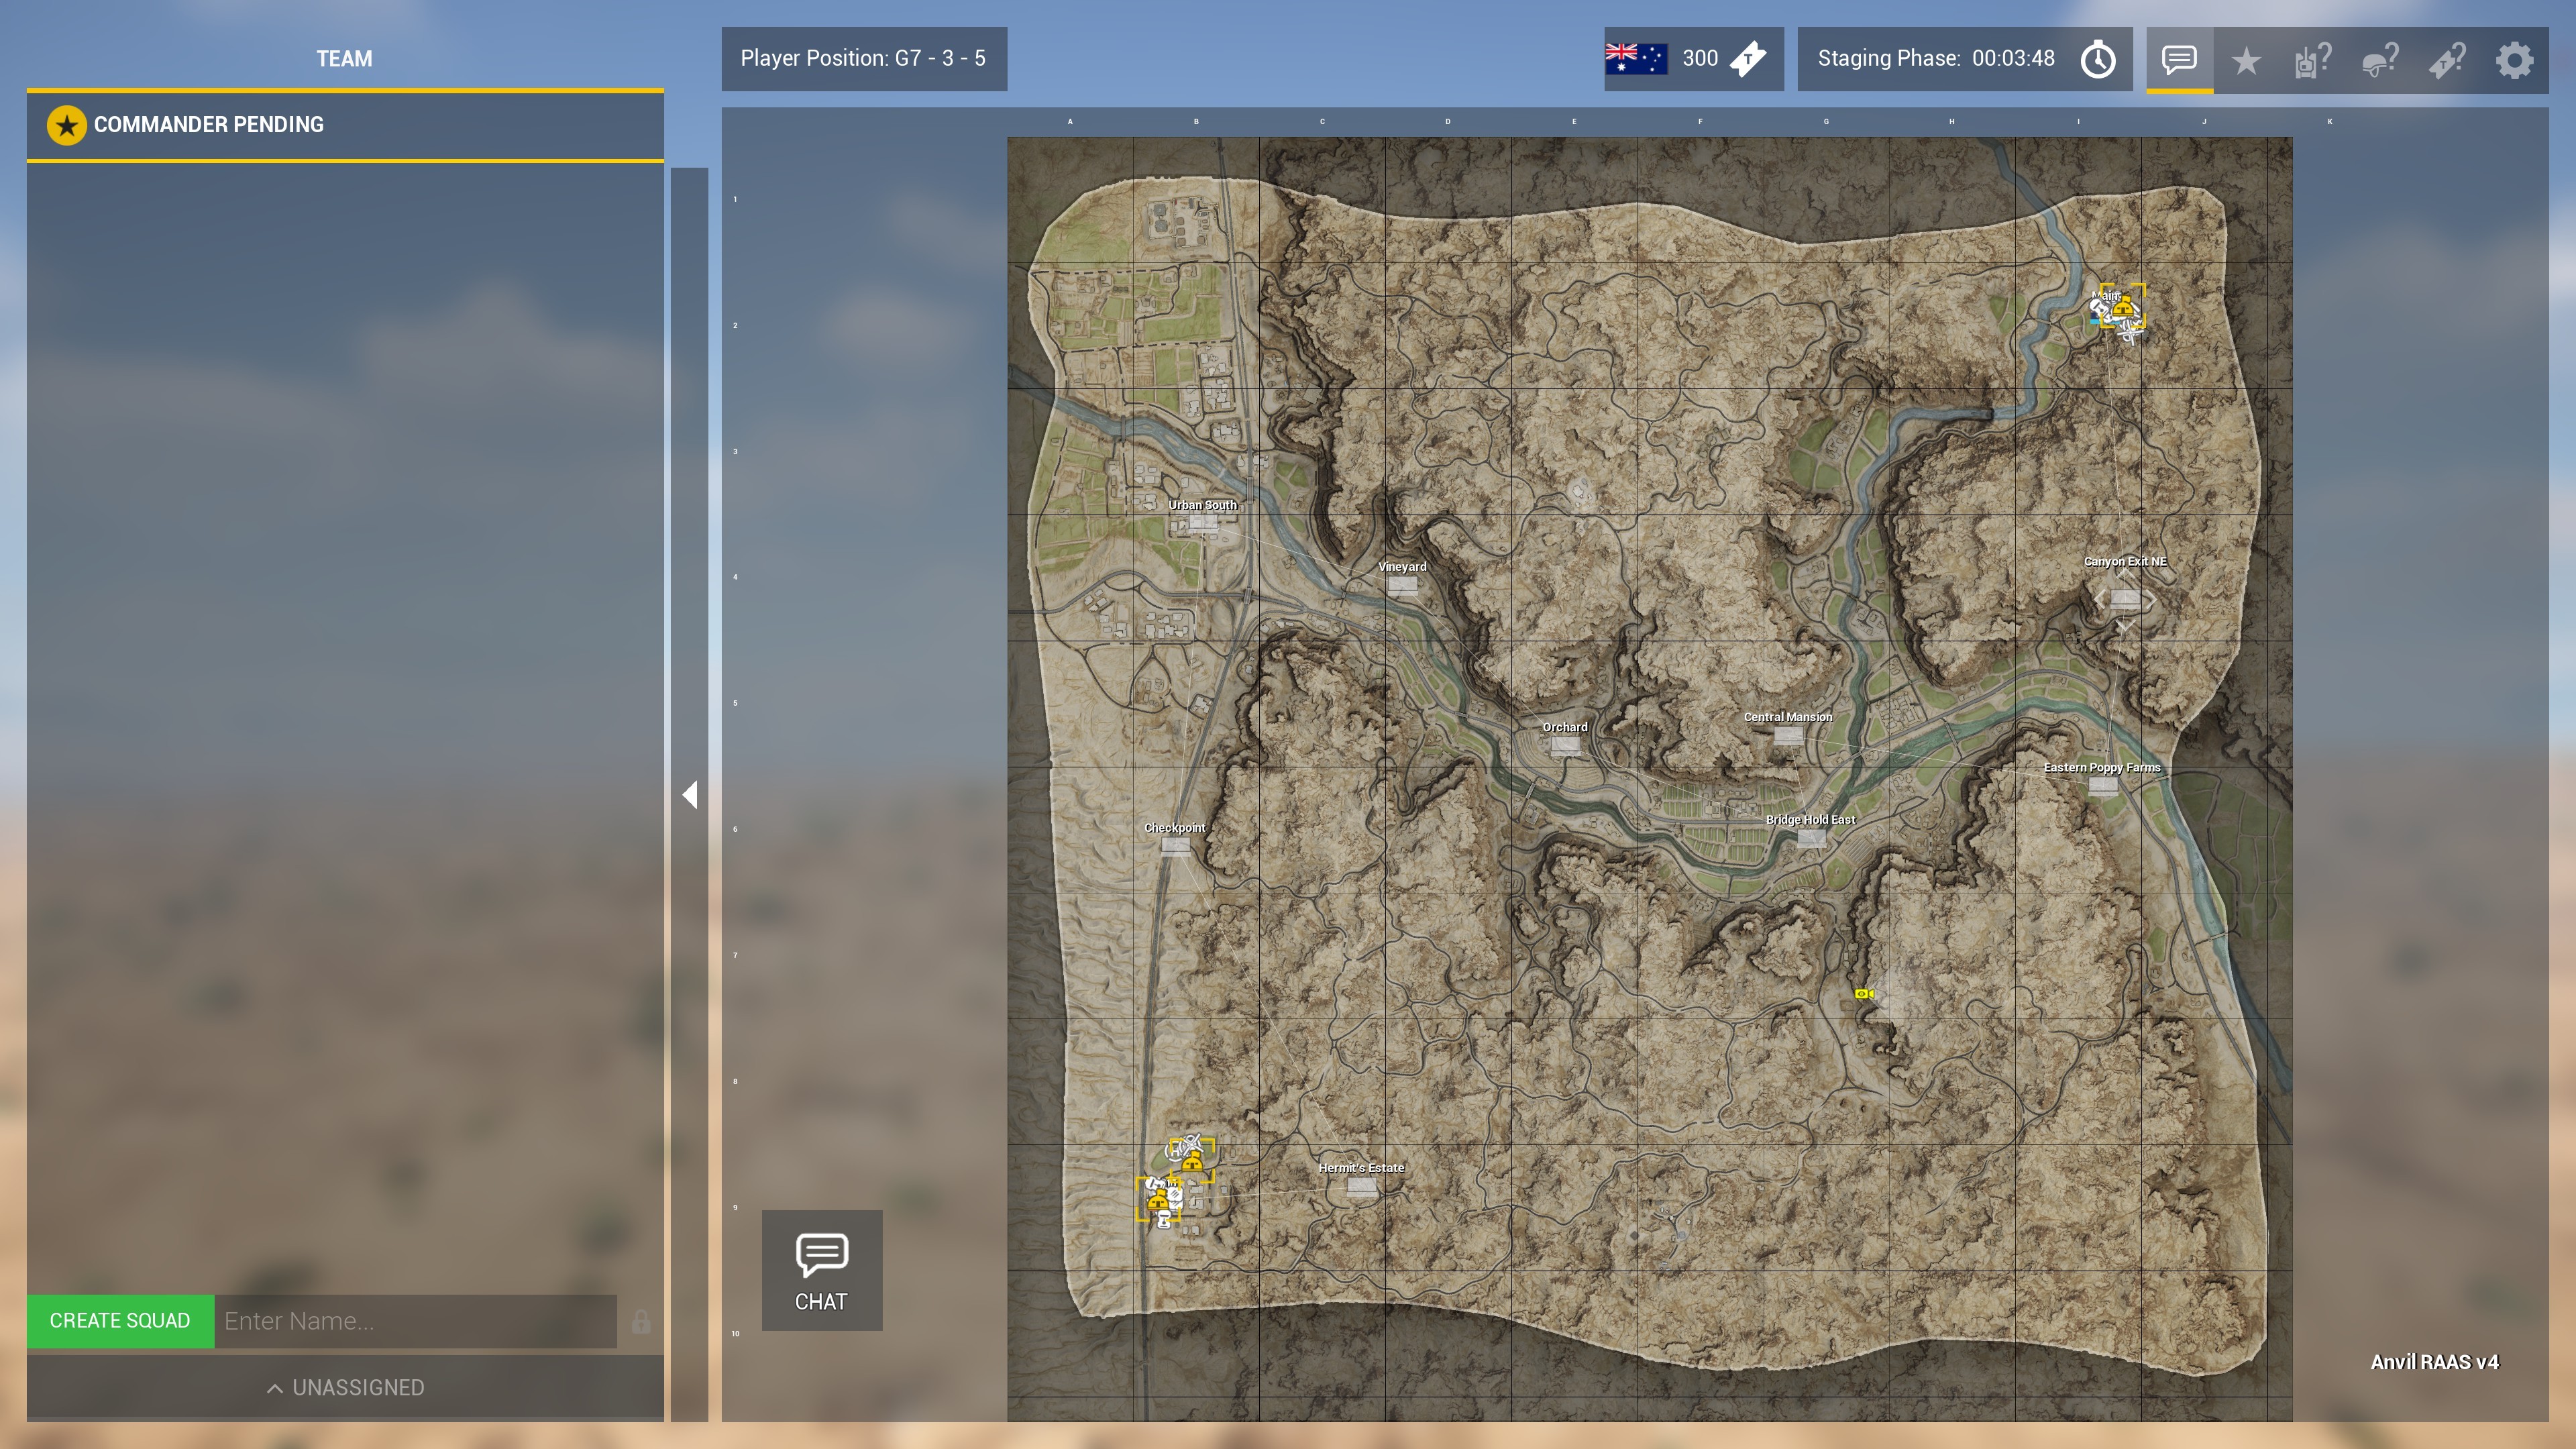 TEAM
Player Position: G7 - 3 - 5
300
T
Staging Phase: 00:03:48
COMMANDER PENDING
A B C D E F G H I J K
1
2
Main
3
Urban South
Canyon Exit NE
Vineyard
4
5
Central Mansion
Orchard
Eastern Poppy Farms
Bridge Hold East
Checkpoint
6
7
8
Hermit's Estate
9
CHAT
CREATE SQUAD
Enter Name...
10
Anvil RAAS v4
UNASSIGNED